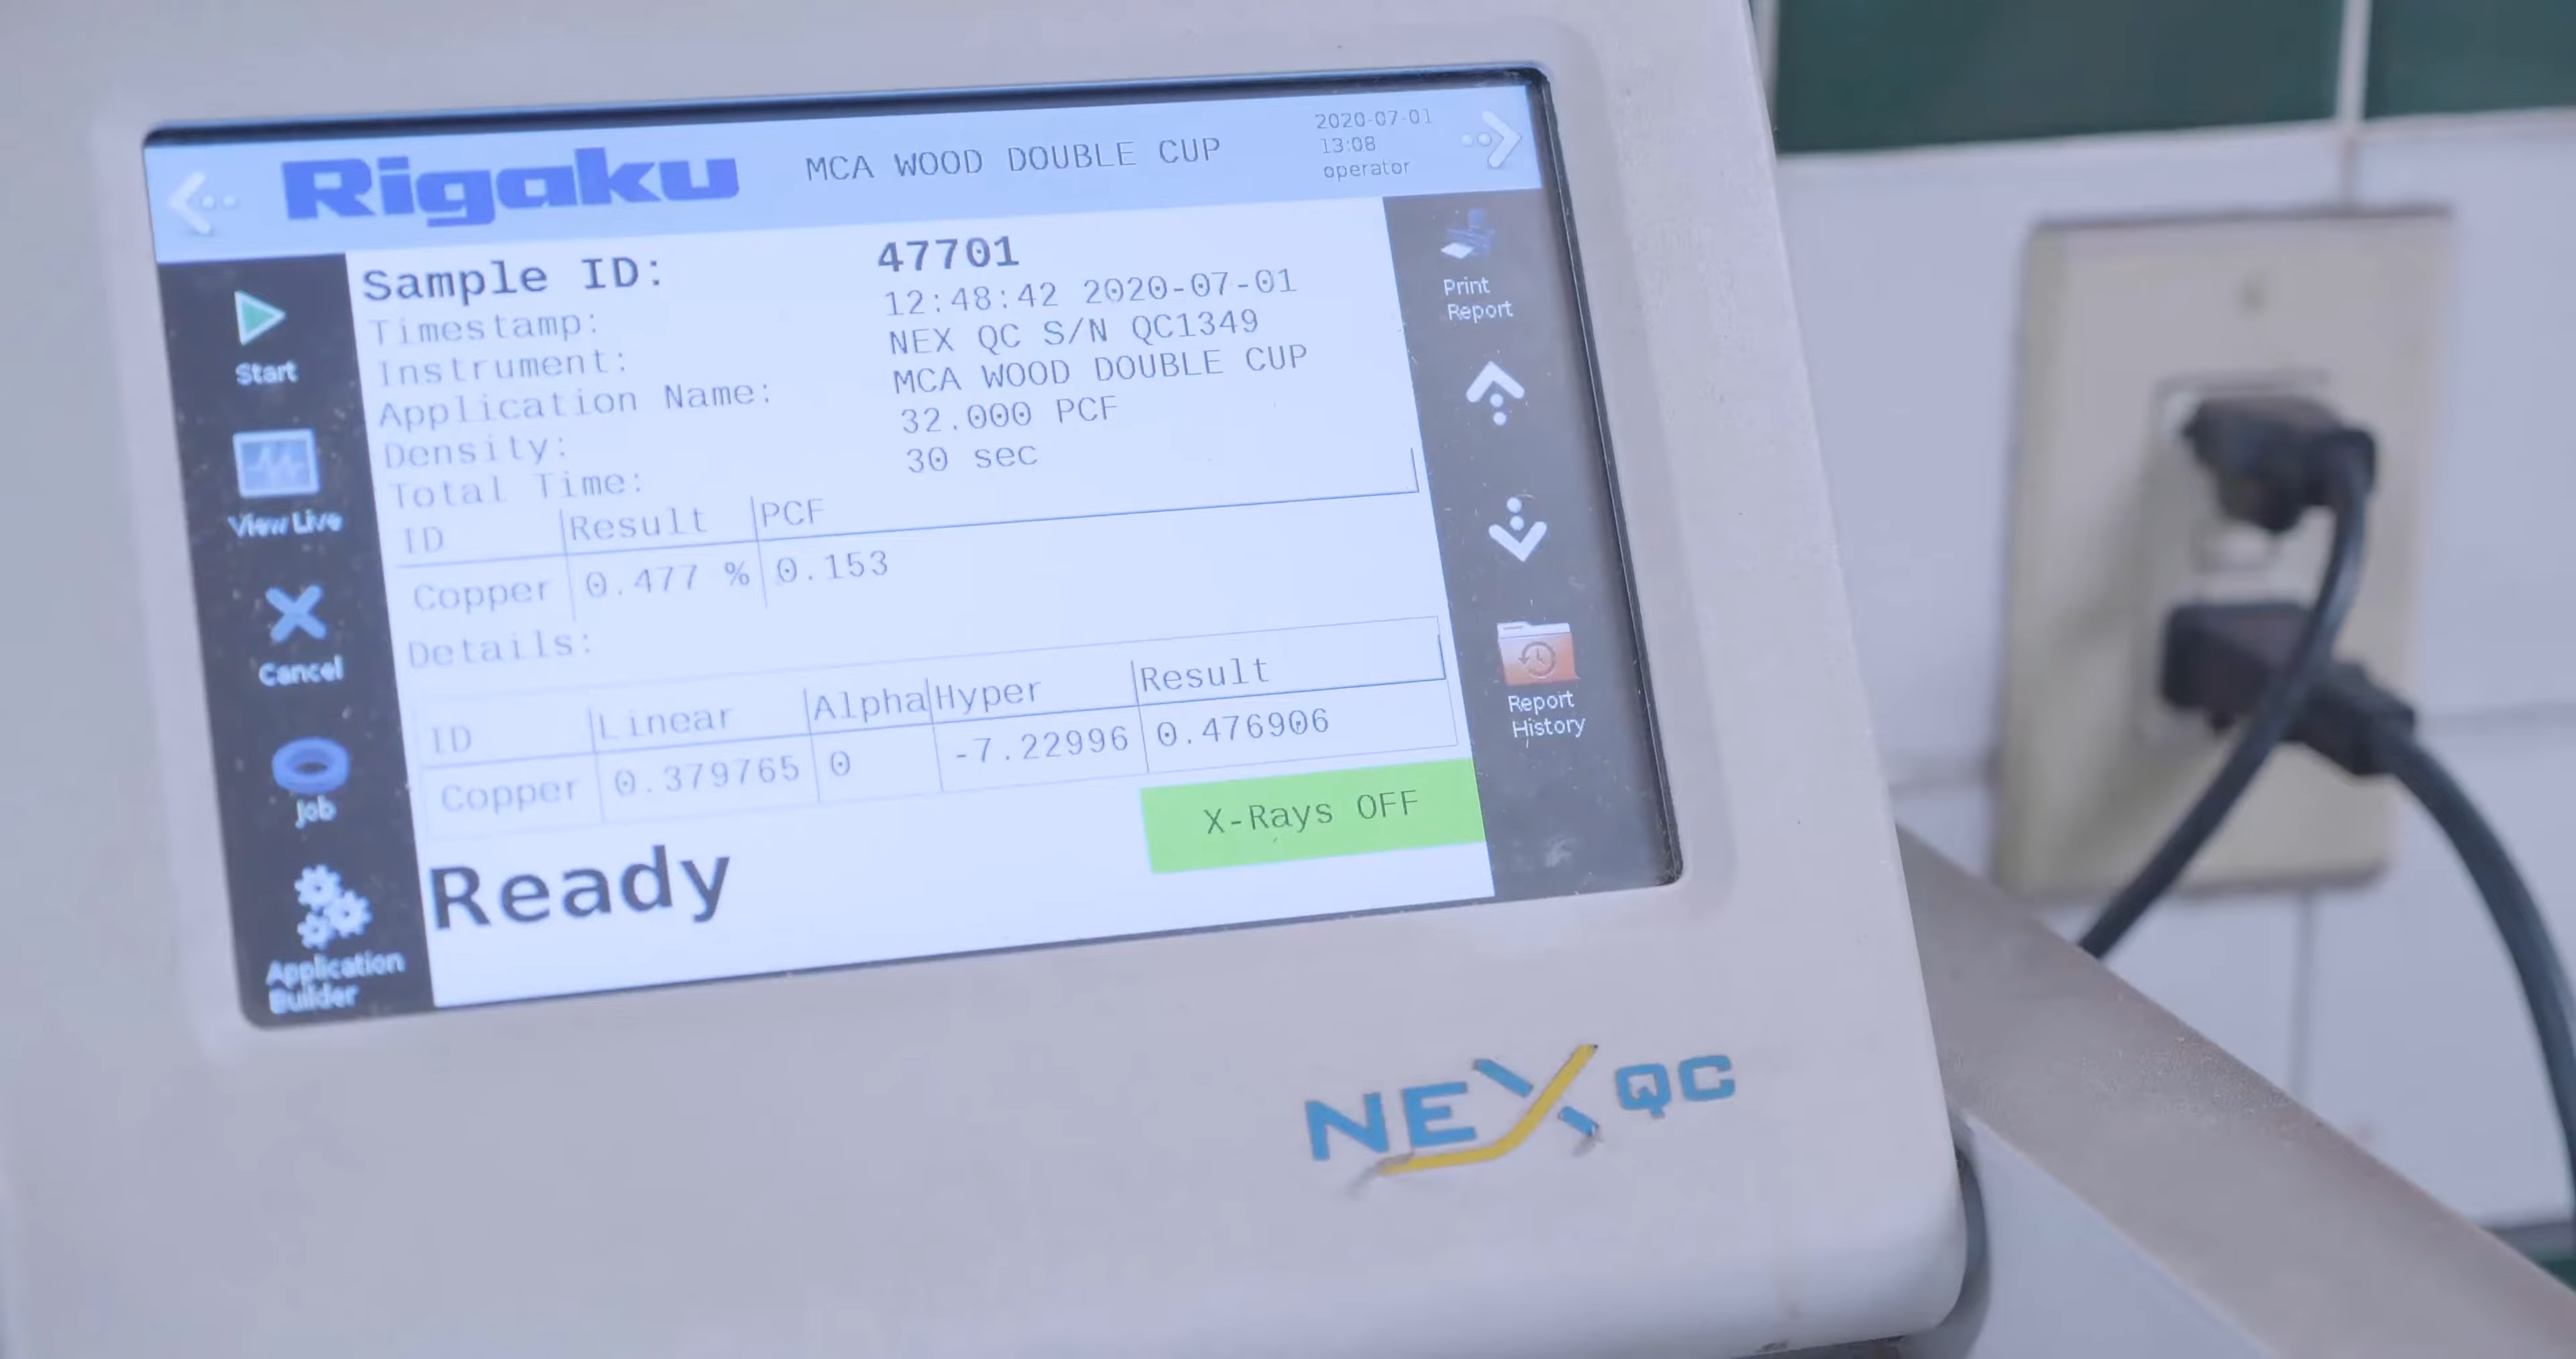 Rigaku MCA WOOD DOUBLE CUP
2020-07-01
13:08
operator
Sample ID: 47701
Timestamp: 12:48:42 2020-07-01
Instrument: NEX QC S/N QC1349
Application Name: MCA WOOD DOUBLE CUP
Density: 32.000 PCF
Total Time: 30 sec
ID Result PCF
Copper 0.477 % 0.153
Details:
ID Linear Alpha Hyper Result
Copper 0.379765 0 -7.22996 0.476906
X-Rays OFF
Ready
Start
View Live
Cancel
Job
Application
Builder
Print
Report
Report
History
NEX QC